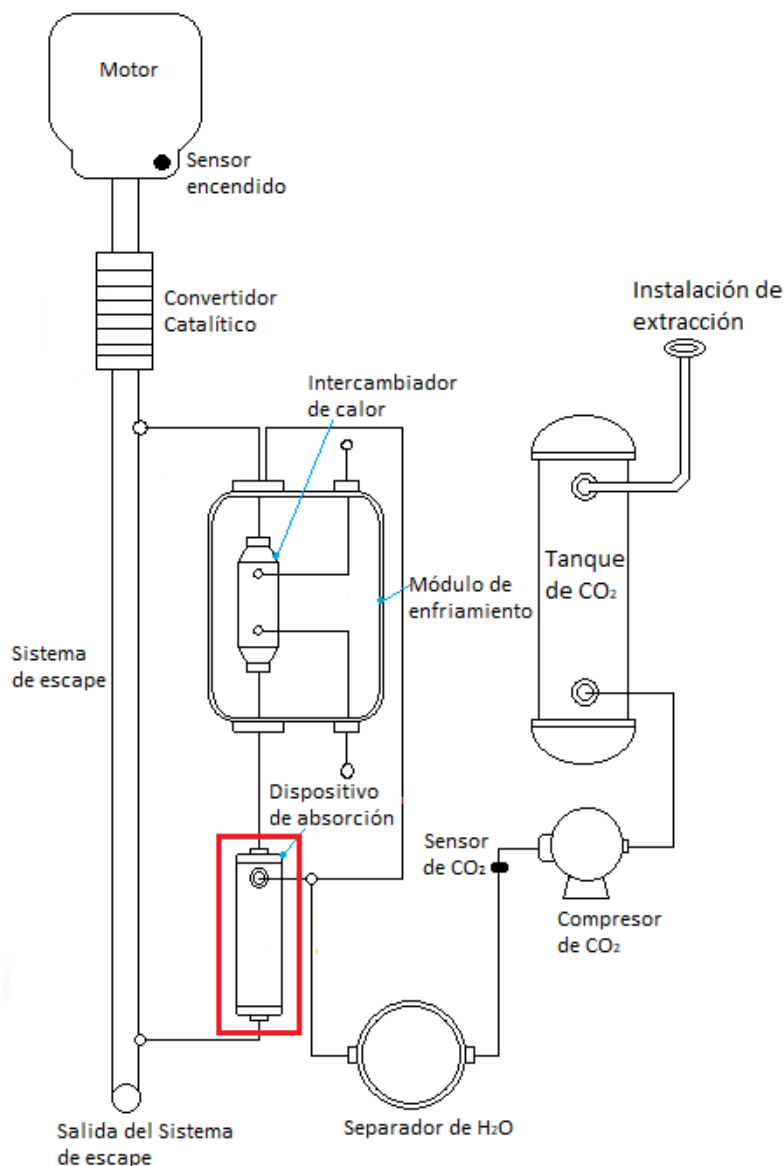 Motor
Sensor
encendido
Convertidor
Catalítico
Instalación de
extracción
Intercambiador
de calor
Tanque
de CO₂
Módulo de
enfriamiento
Sistema
de escape
Dispositivo
de absorción
Sensor
de CO₂
Compresor
de CO₂
Separador de H₂O
Salida del Sistema
de escape